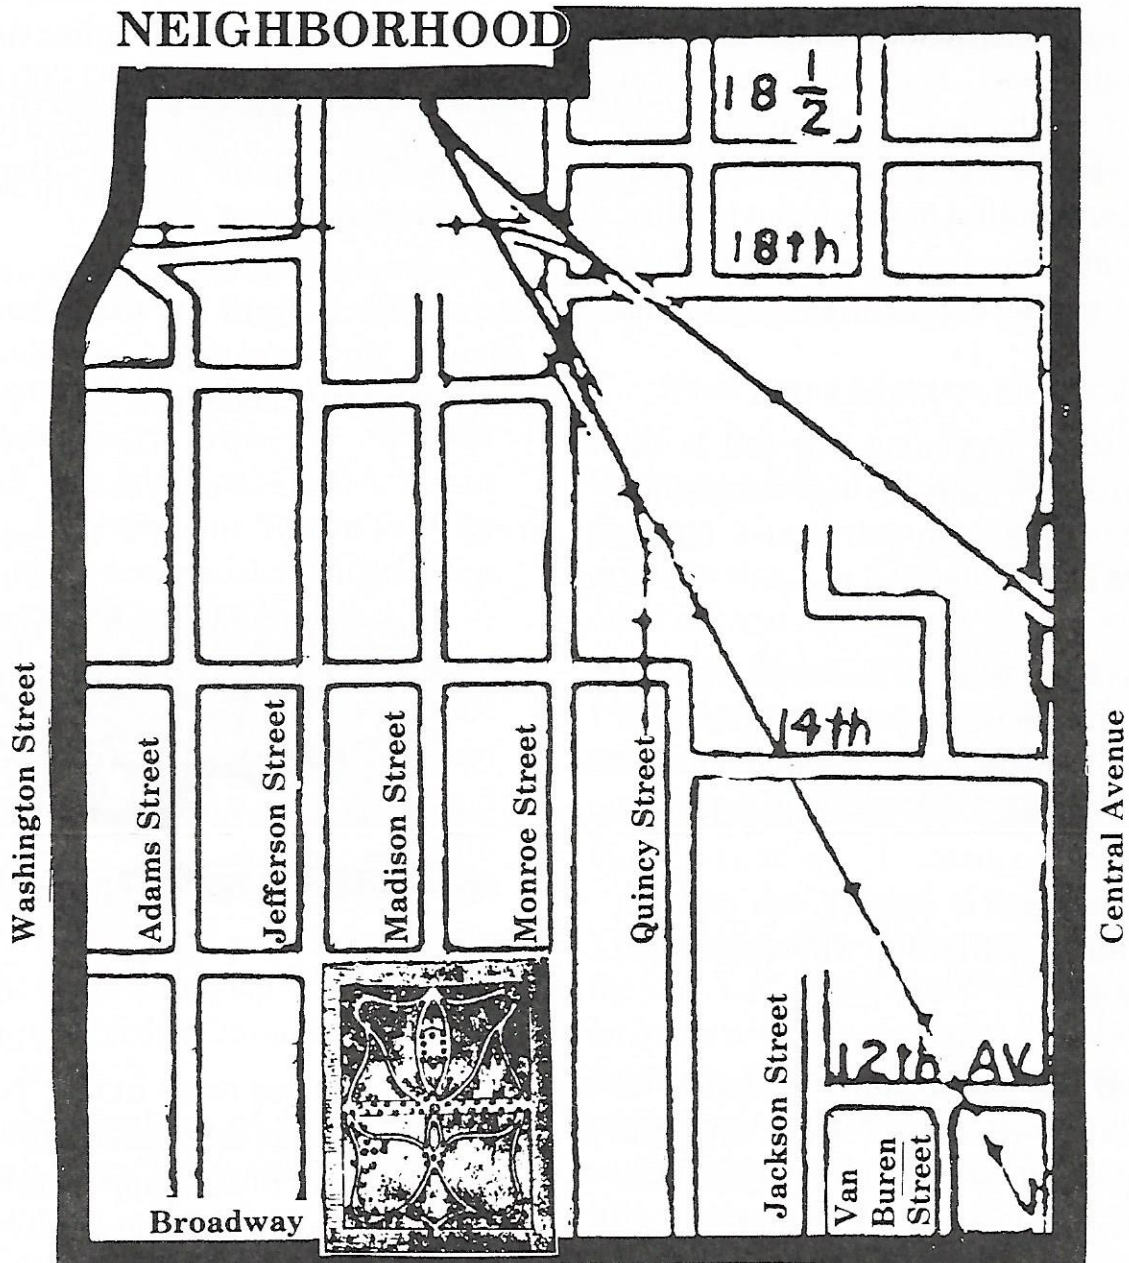 NEIGHBORHOOD
18 1/2
18th
14th
Washington Street
Adams Street
Jefferson Street
Madison Street
Monroe Street
Quincy Street
Central Avenue
12th AV
Jackson Street
Van
Buren
Street
Broadway